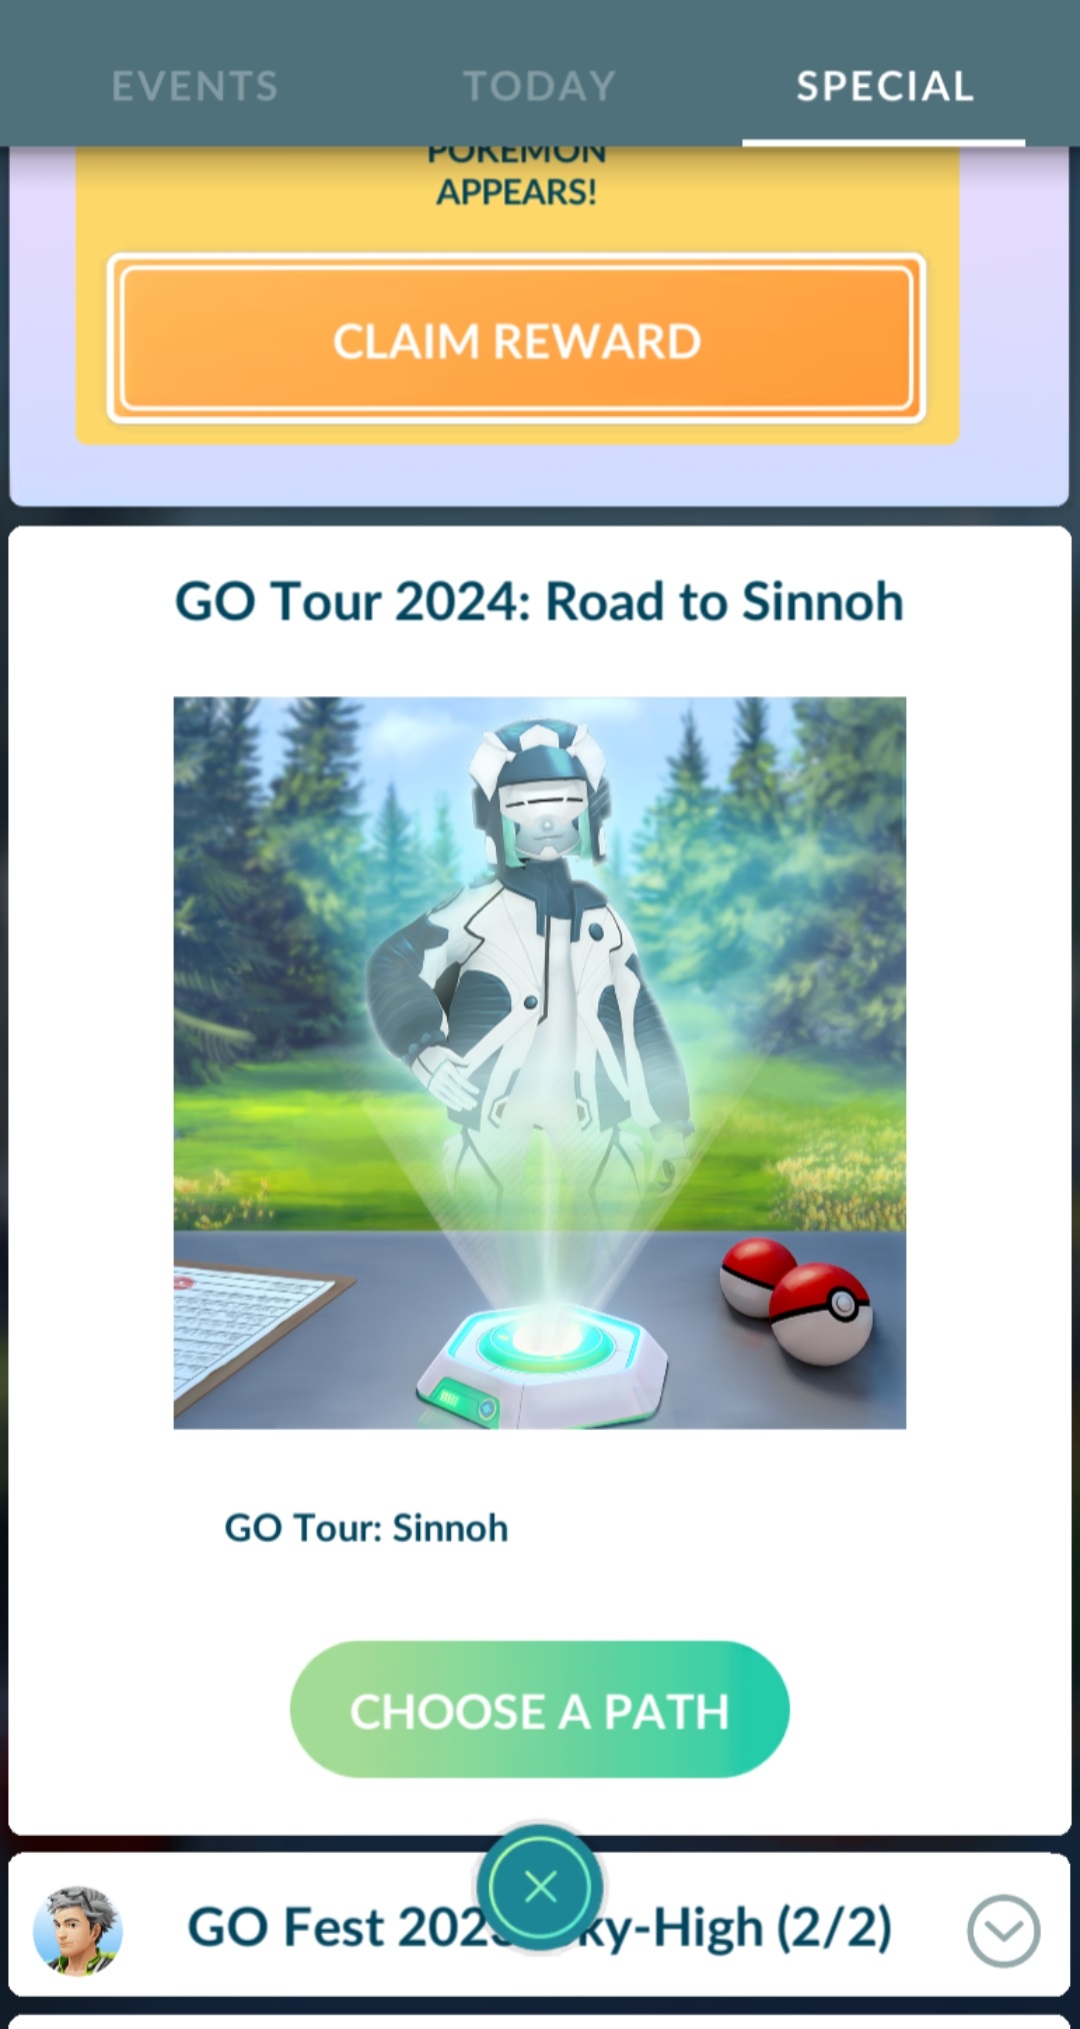 EVENTS
TODAY
SPECIAL
POKÉMON
APPEARS!
CLAIM REWARD
GO Tour 2024: Road to Sinnoh
GO Tour: Sinnoh
CHOOSE A PATH
GO Fest 202 ky-High (2/2)